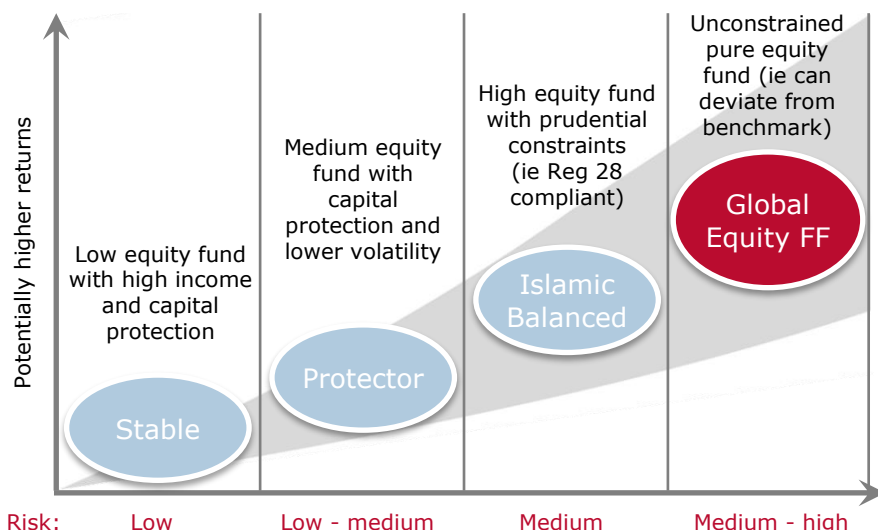 Potentially higher returns
Low equity fund
with high income
and capital
protection
Stable
Medium equity
fund with
capital
protection and
lower volatility
Protector
High equity fund
with prudential
constraints
(ie Reg 28
compliant)
Islamic
Balanced
Unconstrained
pure equity
fund (ie can
deviate from
benchmark)
Global
Equity FF
Risk: Low Low - medium Medium Medium - high